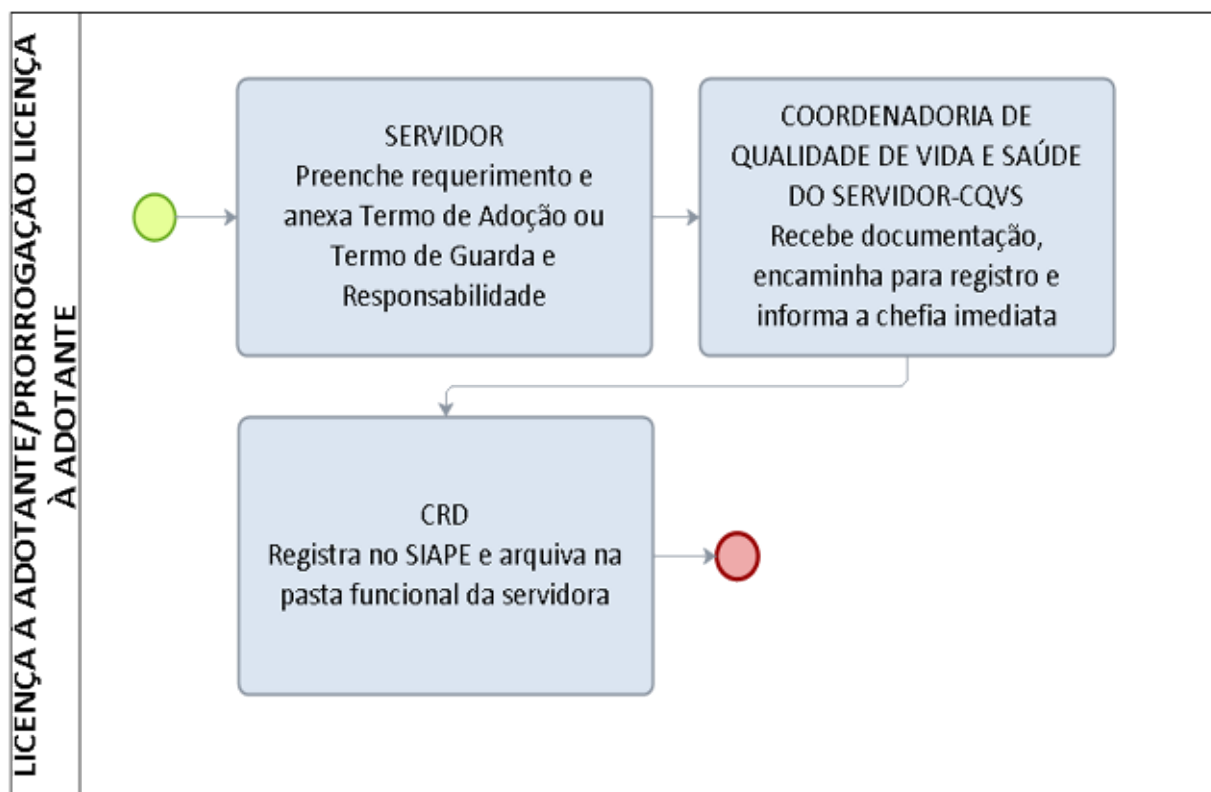 LICENÇA À ADOTANTE/PRORROGAÇÃO LICENÇA
À ADOTANTE
SERVIDOR
Preenche requerimento e
anexa Termo de Adoção ou
Termo de Guarda e
Responsabilidade
COORDENADORIA DE
QUALIDADE DE VIDA E SAÚDE
DO SERVIDOR-CQVS
Recebe documentação,
encaminha para registro e
informa a chefia imediata
CRD
Registra no SIAPE e arquiva na
pasta funcional da servidora